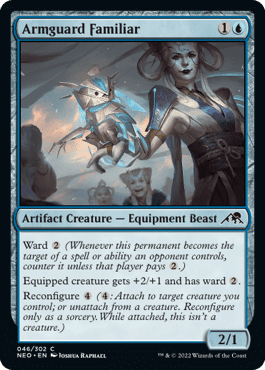 Armguard Familiar 1
Artifact Creature — Equipment Beast
Ward 2 (Whenever this permanent becomes the
target of a spell or ability an opponent controls,
counter it unless that player pays 2.)
Equipped creature gets +2/+1 and has ward 2.
Reconfigure 4 (4: Attach to target creature you
control; or unattach from a creature. Reconfigure
only as a sorcery. While attached, this isn't a
creature.)
2/1
046/302 C
NEO • EN Joshua Raphael
™ & © 2022 Wizards of the Coast